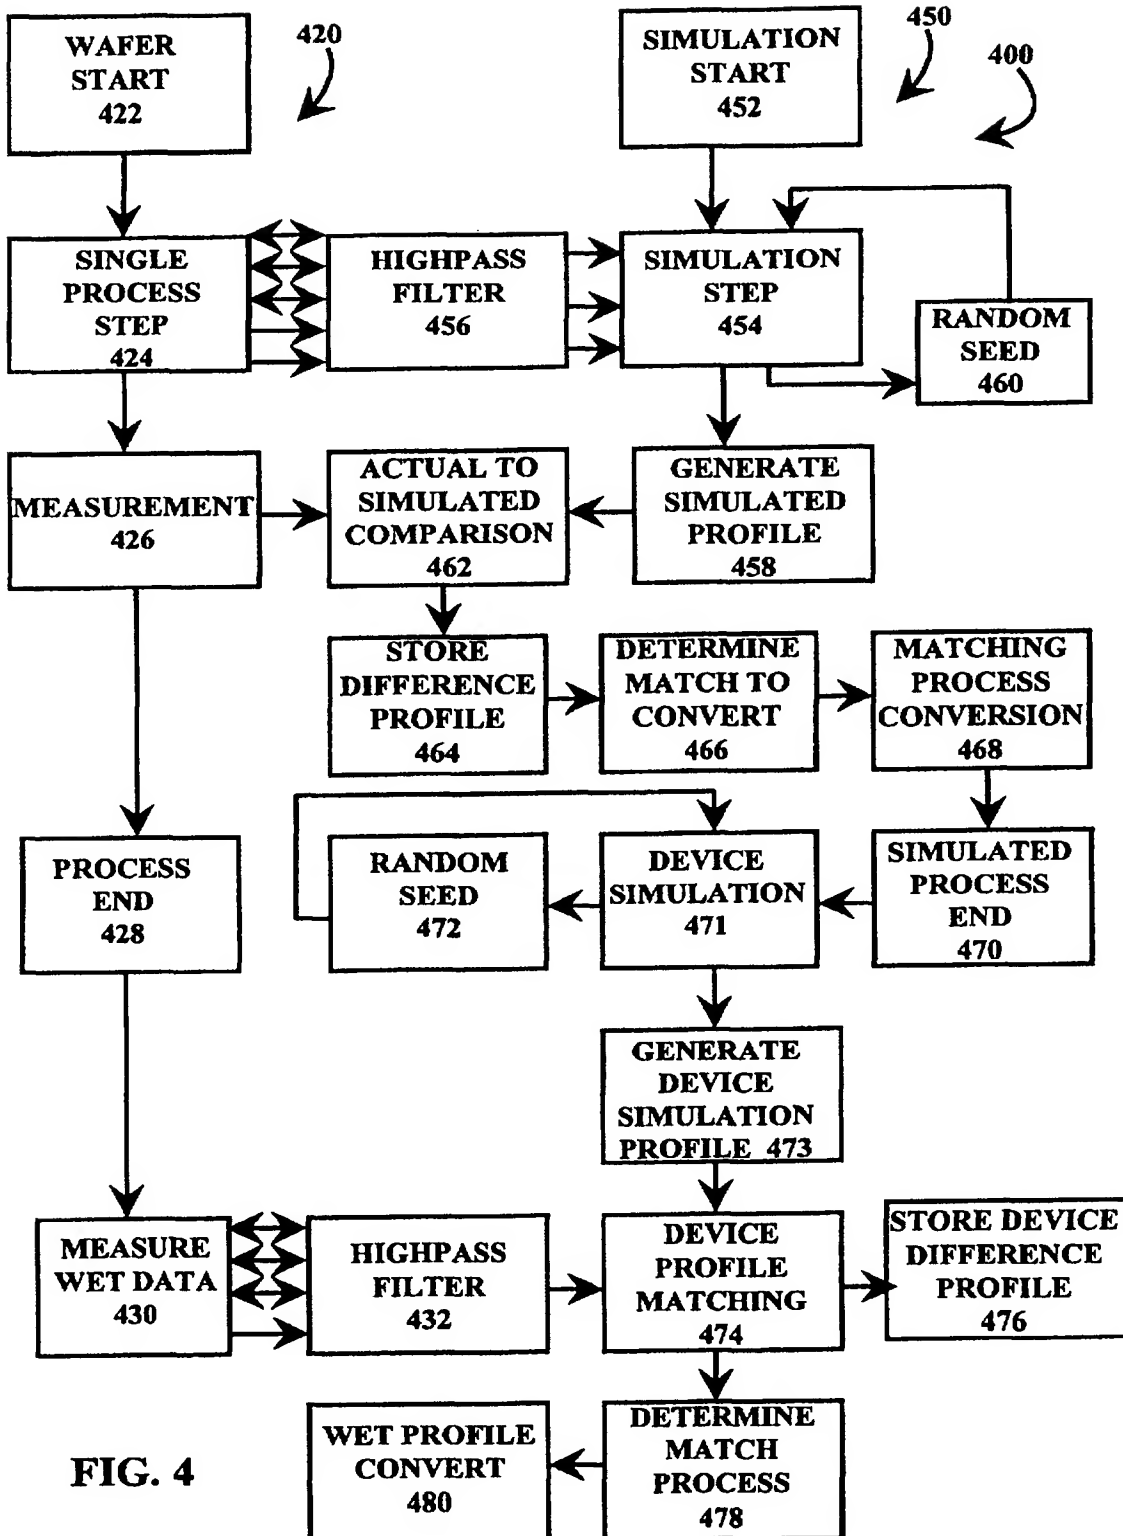 WAFER
START
422
420
SIMULATION
START
452
450
400
SINGLE
PROCESS
STEP
424
HIGHPASS
FILTER
456
SIMULATION
STEP
454
RANDOM
SEED
460
MEASUREMENT
426
ACTUAL TO
SIMULATED
COMPARISON
462
GENERATE
SIMULATED
PROFILE
458
STORE
DIFFERENCE
PROFILE
464
DETERMINE
MATCH TO
CONVERT
466
MATCHING
PROCESS
CONVERSION
468
PROCESS
END
428
RANDOM
SEED
472
DEVICE
SIMULATION
471
SIMULATED
PROCESS
END
470
GENERATE
DEVICE
SIMULATION
PROFILE 473
MEASURE
WET DATA
430
HIGHPASS
FILTER
432
DEVICE
PROFILE
MATCHING
474
STORE DEVICE
DIFFERENCE
PROFILE
476
WET PROFILE
CONVERT
480
DETERMINE
MATCH
PROCESS
478
FIG. 4